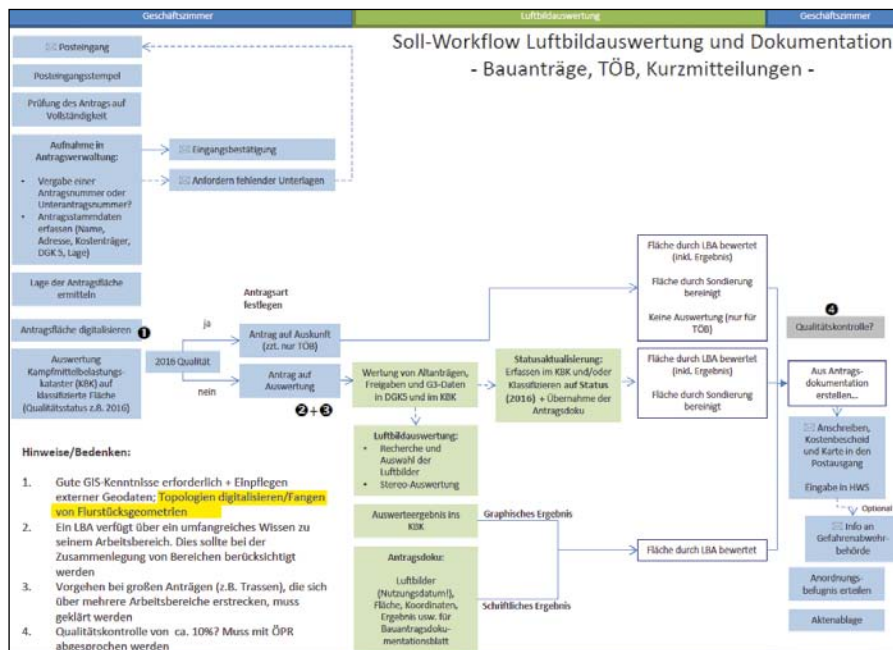 Geschäftszimmer
Luftbildauswertung
Geschäftszimmer
Soll-Workflow Luftbildauswertung und Dokumentation
- Bauanträge, TÖB, Kurzmitteilungen -
Posteingang
Posteingangsstempel
Prüfung des Antrags auf
Vollständigkeit
Aufnahme in
Antragsverwaltung:
• Vergabe einer
Antragsnummer oder
Unterantragsnummer?
• Antragsstammdaten
erfassen (Name,
Adresse, Kostenträger,
DGK 5, Lage)
Eingangsbestätigung
Anfordern fehlender Unterlagen
Lage der Antragsfläche
ermitteln
Antragsfläche digitalisieren
❶
Auswertung
Kampfmittelbelastungs-
kataster (KBK) auf
klassifizierte Fläche
(Qualitätsstatus z.B. 2016)
2016 Qualität
ja
nein
Antragsart
festlegen
Antrag auf Auskunft
(zzt. nur TÖB)
Antrag auf
Auswertung
❷+❸
Wertung von Altanträgen,
Freigaben und G3-Daten
in DGK5 und im KBK
Statusaktualisierung:
Erfassen im KBK und/oder
Klassifizieren auf Status
(2016) + Übernahme der
Antragsdoku
Fläche durch LBA bewertet
(inkl. Ergebnis)
Fläche durch Sondierung
bereinigt
Keine Auswertung (nur für
TÖB)
Fläche durch LBA bewertet
(inkl. Ergebnis)
Fläche durch Sondierung
bereinigt
❹
Qualitätskontrolle?
Aus Antrags-
dokumentation
erstellen...
Anschreiben,
Kostenbescheid
und Karte in den
Postausgang
Eingabe in HWS
Optional
Info an
Gefahrenabwehr-
behörde
Anordnungs-
befugnis erteilen
Aktenablage
Luftbildauswertung:
• Recherche und
Auswahl der
Luftbilder
• Stereo-Auswertung
Auswerteergebnis ins
KBK
Graphisches Ergebnis
Antragsdoku:
Luftbilder
(Nutzungsdatum!),
Fläche, Koordinaten,
Ergebnis usw. für
Bauantragsdoku-
mentationsblatt
Schriftliches Ergebnis
Fläche durch LBA bewertet
Hinweise/Bedenken:
1. Gute GIS-Kenntnisse erforderlich + Einpflegen
externer Geodaten; Topologien digitalisieren/Fangen
von Flurstücksgeometrien
2. Ein LBA verfügt über ein umfangreiches Wissen zu
seinem Arbeitsbereich. Dies sollte bei der
Zusammenlegung von Bereichen berücksichtigt
werden
3. Vorgehen bei großen Anträgen (z.B. Trassen), die sich
über mehrere Arbeitsbereiche erstrecken, muss
geklärt werden
4. Qualitätskontrolle von ca. 10%? Muss mit ÖPR
abgesprochen werden